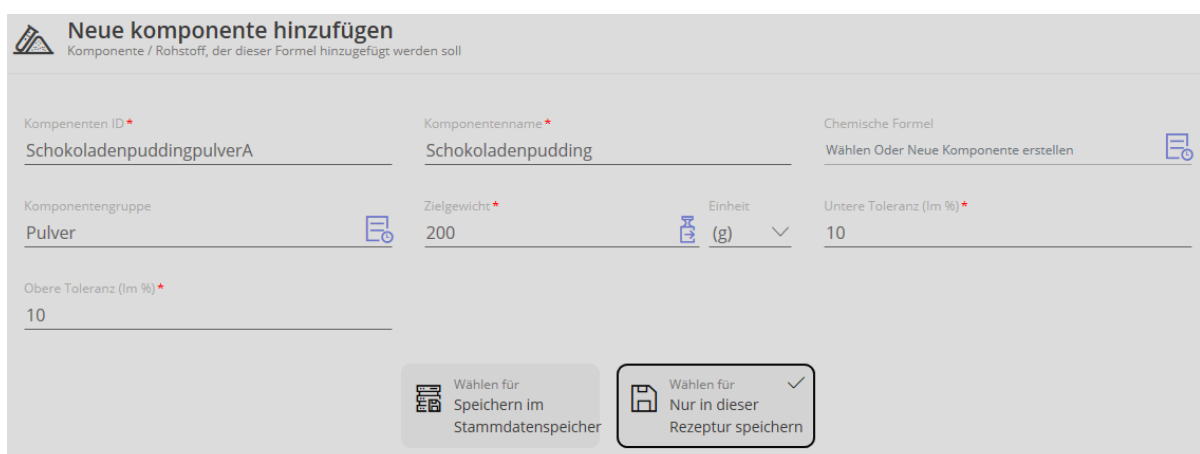 Neue komponente hinzufügen
Komponente / Rohstoff, der dieser Formel hinzugefügt werden soll
Kompenenten ID*
SchokoladenpuddingpulverA
Komponentenname*
Schokoladenpudding
Chemische Formel
Wählen Oder Neue Komponente erstellen
Komponentengruppe
Pulver
Zielgewicht*
200
Einheit
(g)
Untere Toleranz (Im %)*
10
Obere Toleranz (Im %)*
10
Wählen für
Speichern im
Stammdatenspeicher
Wählen für
Nur in dieser
Rezeptur speichern